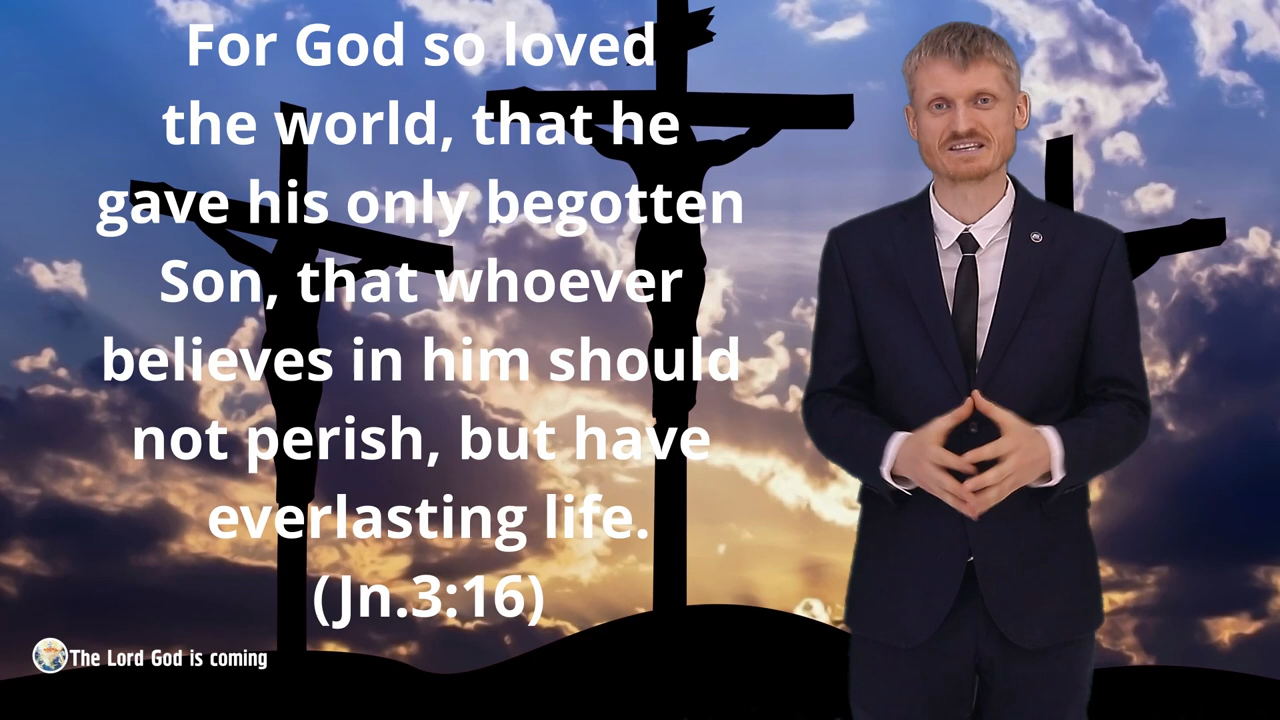 For God so loved
the world, that he
gave his only begotten
Son, that whoever
believes in him should
not perish, but have
everlasting life.
(Jn.3:16)
The Lord God is coming